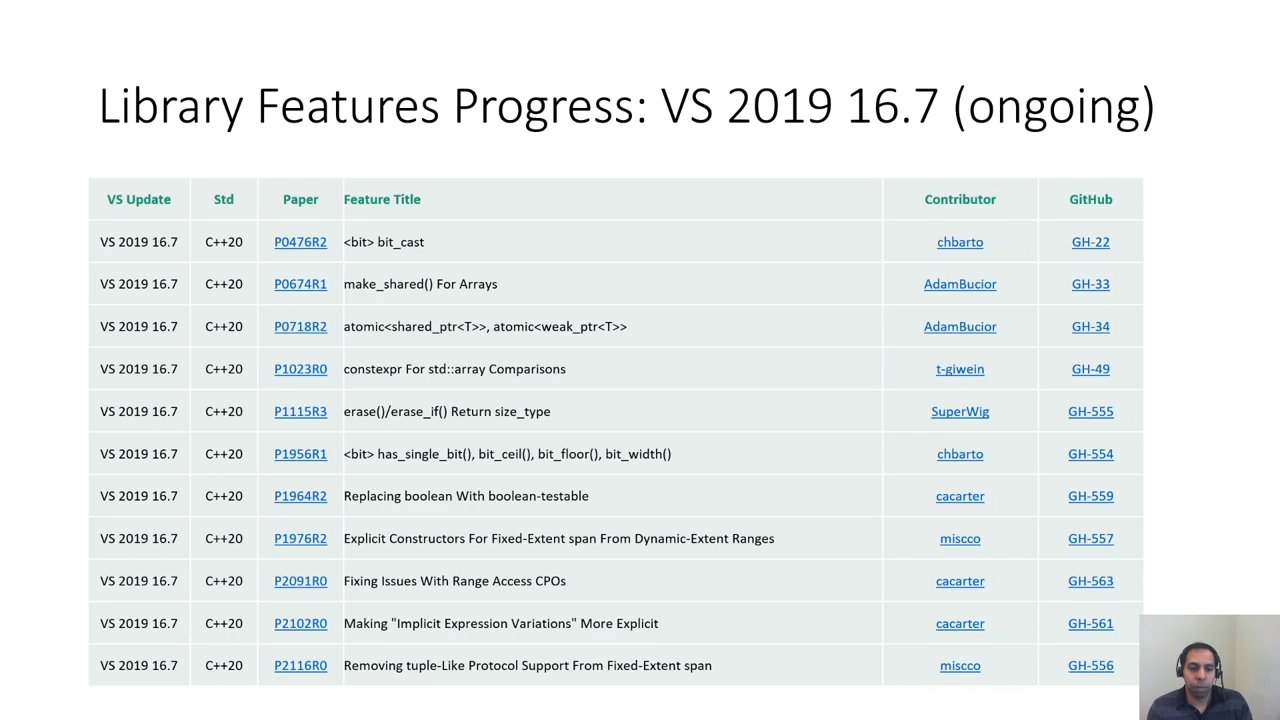 Library Features Progress: VS 2019 16.7 (ongoing)
VS Update Std Paper Feature Title Contributor GitHub
VS 2019 16.7 C++20 P0476R2 <bit> bit_cast chbarto GH-22
VS 2019 16.7 C++20 P0674R1 make_shared() For Arrays AdamBucior GH-33
VS 2019 16.7 C++20 P0718R2 atomic<shared_ptr<T>>, atomic<weak_ptr<T>> AdamBucior GH-34
VS 2019 16.7 C++20 P1023R0 constexpr For std::array Comparisons t-giwein GH-49
VS 2019 16.7 C++20 P1115R3 erase()/erase_if() Return size_type SuperWig GH-555
VS 2019 16.7 C++20 P1956R1 <bit> has_single_bit(), bit_ceil(), bit_floor(), bit_width() chbarto GH-554
VS 2019 16.7 C++20 P1964R2 Replacing boolean With boolean-testable cacarter GH-559
VS 2019 16.7 C++20 P1976R2 Explicit Constructors For Fixed-Extent span From Dynamic-Extent Ranges miscco GH-557
VS 2019 16.7 C++20 P2091R0 Fixing Issues With Range Access CPOs cacarter GH-563
VS 2019 16.7 C++20 P2102R0 Making "Implicit Expression Variations" More Explicit cacarter GH-561
VS 2019 16.7 C++20 P2116R0 Removing tuple-Like Protocol Support From Fixed-Extent span miscco GH-556